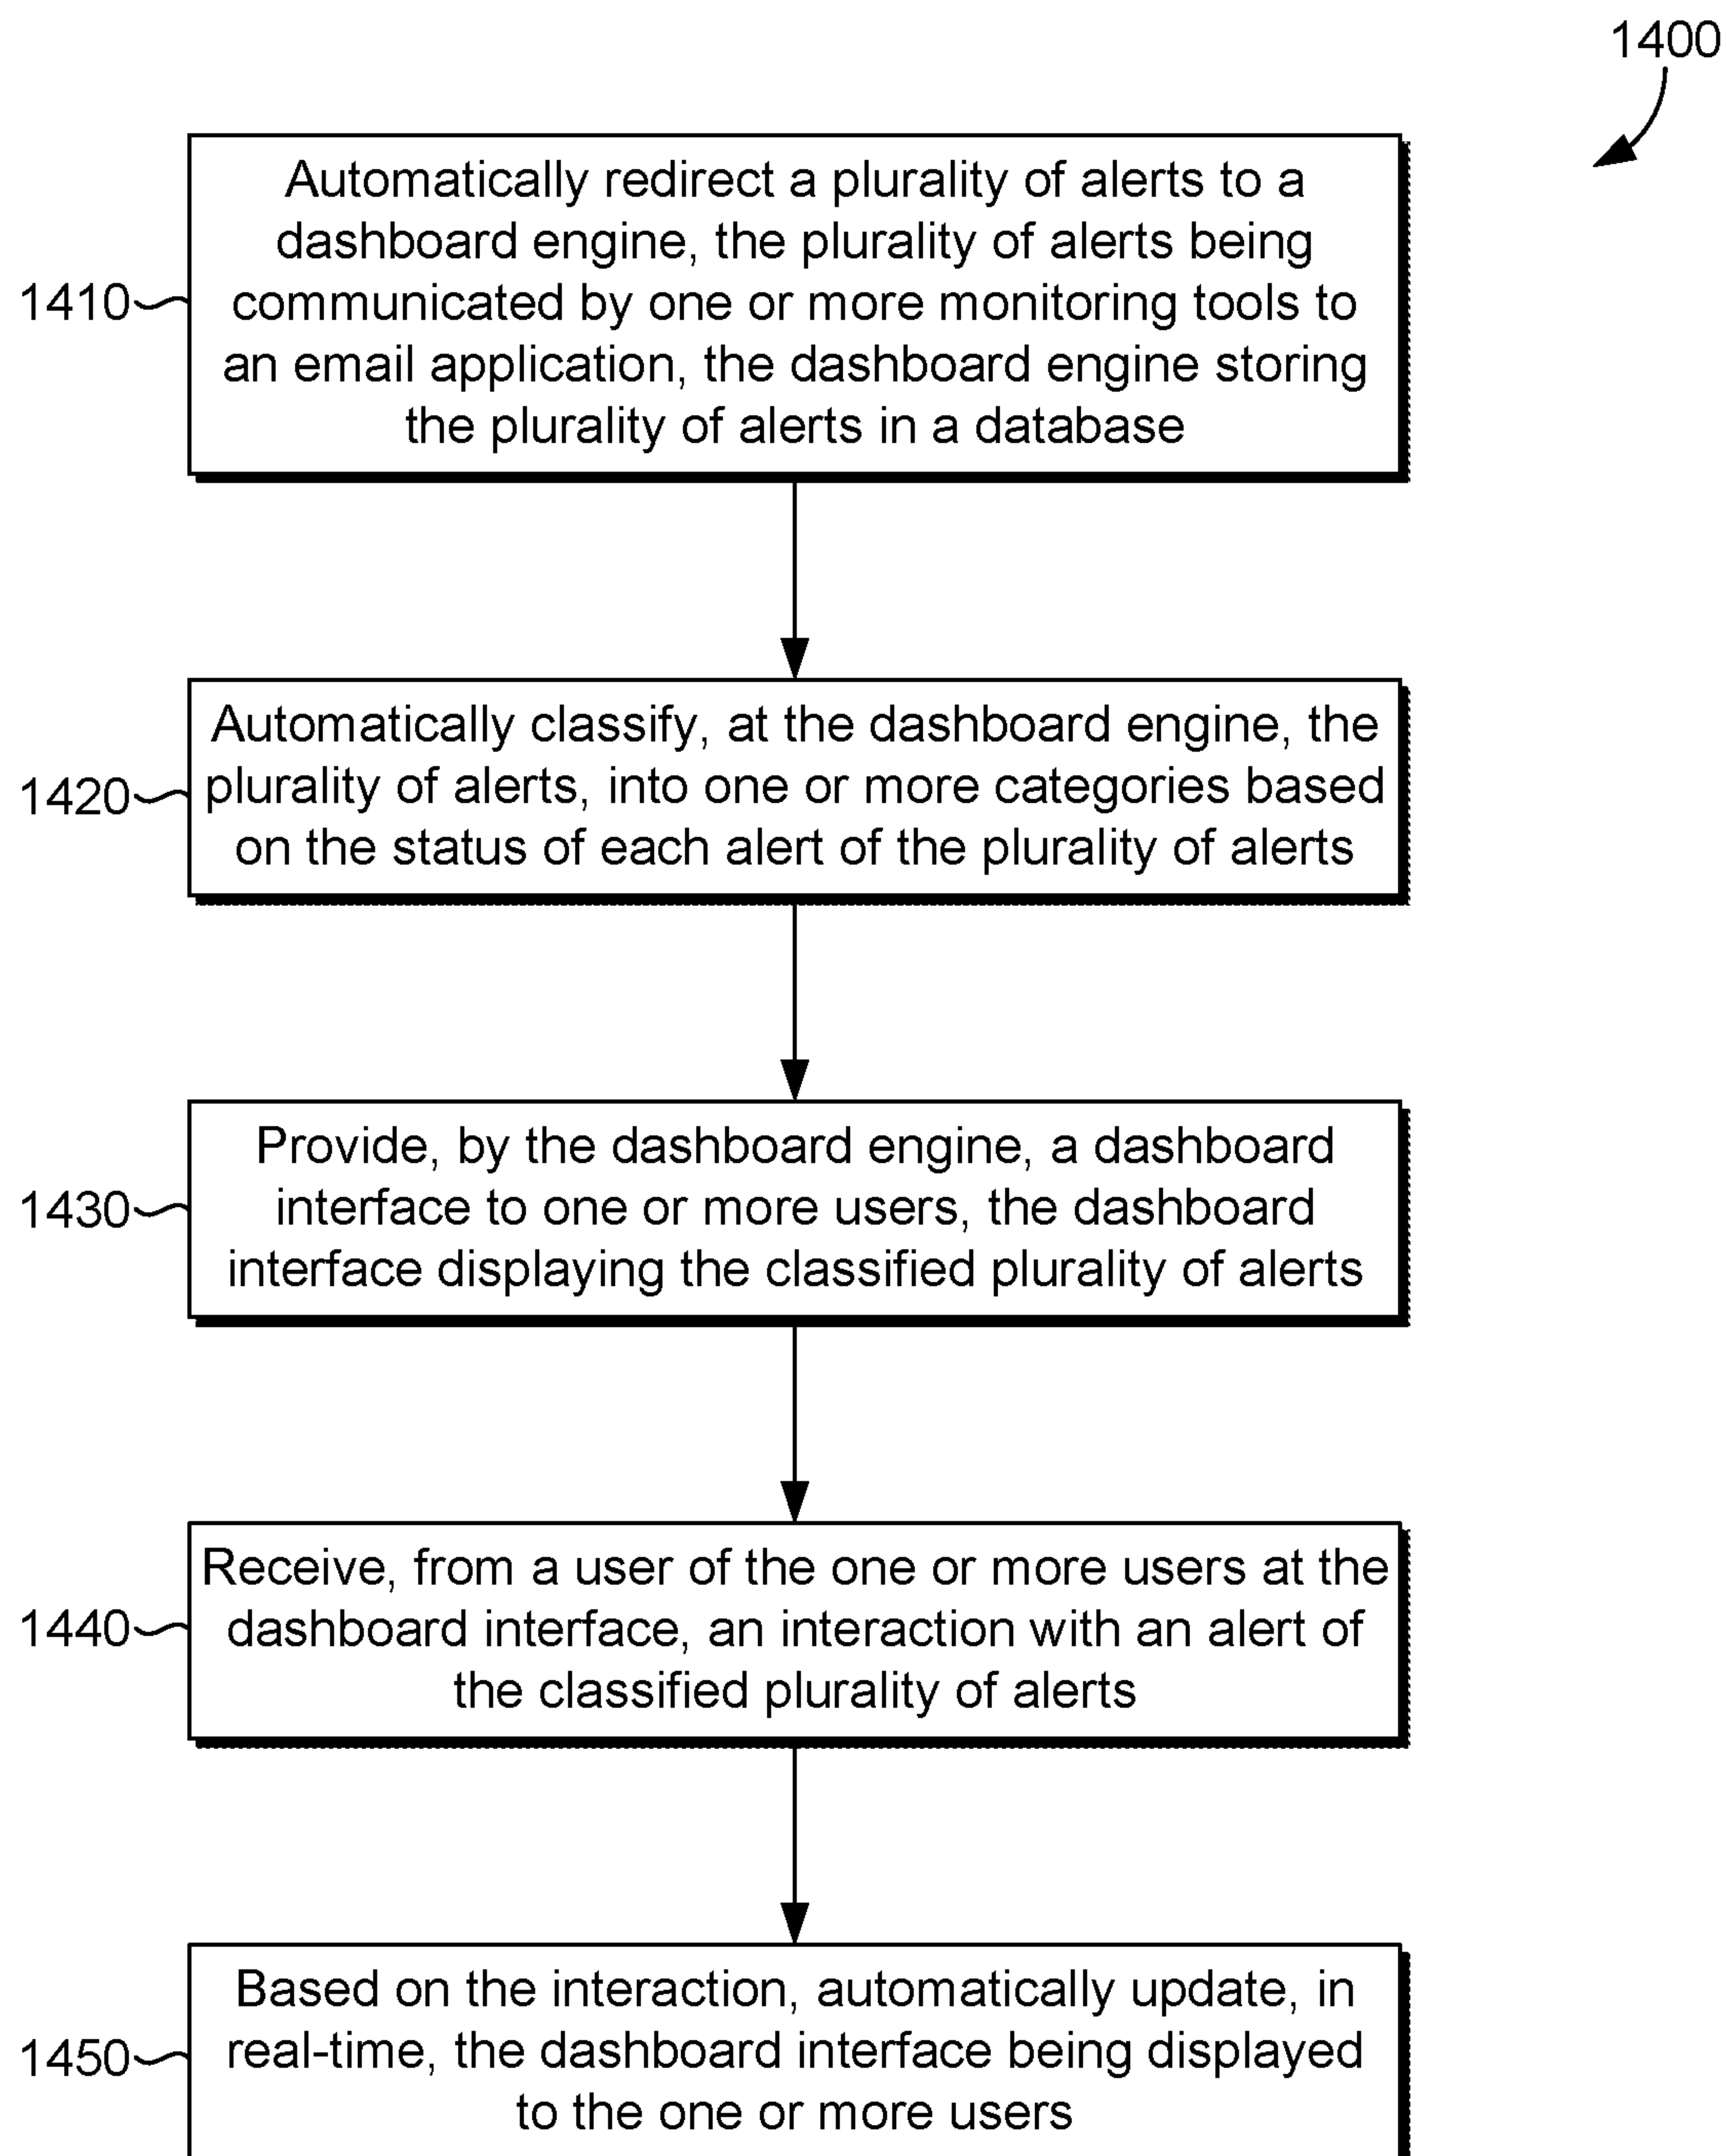 1400
Automatically redirect a plurality of alerts to a
dashboard engine, the plurality of alerts being
communicated by one or more monitoring tools to
an email application, the dashboard engine storing
the plurality of alerts in a database
1410
Automatically classify, at the dashboard engine, the
plurality of alerts, into one or more categories based
on the status of each alert of the plurality of alerts
1420
Provide, by the dashboard engine, a dashboard
interface to one or more users, the dashboard
interface displaying the classified plurality of alerts
1430
Receive, from a user of the one or more users at the
dashboard interface, an interaction with an alert of
the classified plurality of alerts
1440
Based on the interaction, automatically update, in
real-time, the dashboard interface being displayed
to the one or more users
1450